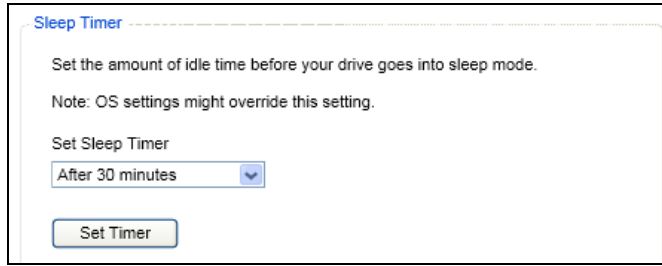 Sleep Timer
Set the amount of idle time before your drive goes into sleep mode.
Note: OS settings might override this setting.
Set Sleep Timer
After 30 minutes
Set Timer